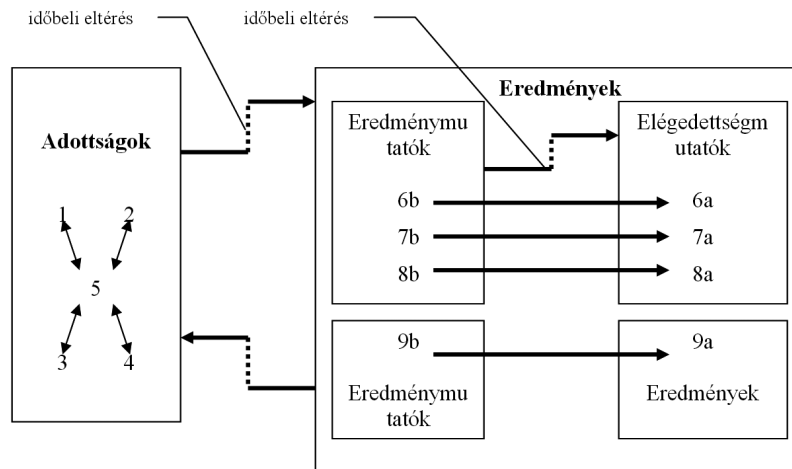 időbeli eltérés
időbeli eltérés
Adottságok
1 2
5
3 4
Eredmények
Eredménymu
tatók
6b
7b
8b
Elégedettségm
utatók
6a
7a
8a
9b
Eredménymu
tatók
9a
Eredmények